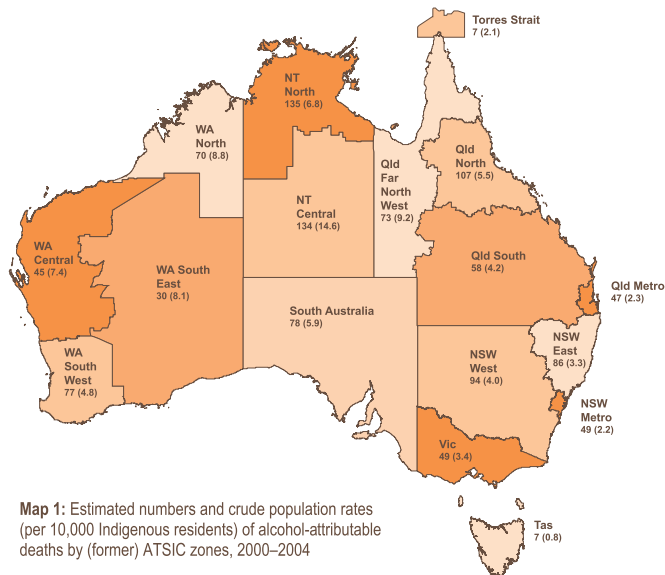 Torres Strait
7 (2.1)
NT
North
135 (6.8)
WA
North
70 (8.8)
Qld
North
107 (5.5)
Qld
Far
North
West
73 (9.2)
NT
Central
134 (14.6)
WA
Central
45 (7.4)
WA South
East
30 (8.1)
Qld South
58 (4.2)
Qld Metro
47 (2.3)
South Australia
78 (5.9)
NSW
East
86 (3.3)
WA
South
West
77 (4.8)
NSW
West
94 (4.0)
NSW
Metro
49 (2.2)
Vic
49 (3.4)
Map 1: Estimated numbers and crude population rates
(per 10,000 Indigenous residents) of alcohol-attributable
deaths by (former) ATSIC zones, 2000–2004
Tas
7 (0.8)